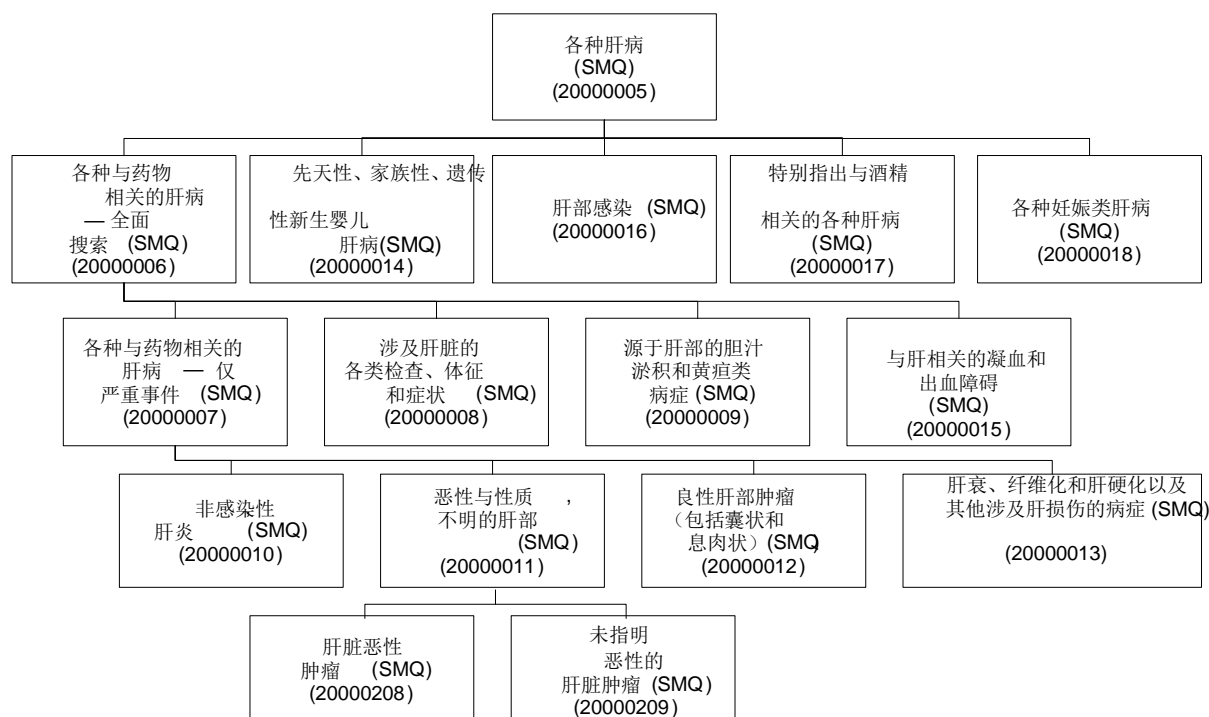 各种肝病
(SMQ)
(20000005)
各种与药物
相关的肝病
— 全面
搜索 (SMQ)
(20000006)
先天性、家族性、遗传
性新生婴儿
肝病(SMQ)
(20000014)
肝部感染 (SMQ)
(20000016)
特别指出与酒精
相关的各种肝病
(SMQ)
(20000017)
各种妊娠类肝病
(SMQ)
(20000018)
各种与药物相关的
肝病 — 仅
严重事件 (SMQ)
(20000007)
涉及肝脏的
各类检查、体征
和症状 (SMQ)
(20000008)
源于肝部的胆汁
淤积和黄疸类
病症 (SMQ)
(20000009)
与肝相关的凝血和
出血障碍
(SMQ)
(20000015)
非感染性
肝炎 (SMQ)
(20000010)
恶性与性质 ,
不明的肝部
(SMQ)
(20000011)
良性肝部肿瘤
（包括囊状和
息肉状）(SMQ)
(20000012)
肝衰、纤维化和肝硬化以及
其他涉及肝损伤的病症 (SMQ)
(20000013)
肝脏恶性
肿瘤 (SMQ)
(20000208)
未指明
恶性的
肝脏肿瘤 (SMQ)
(20000209)